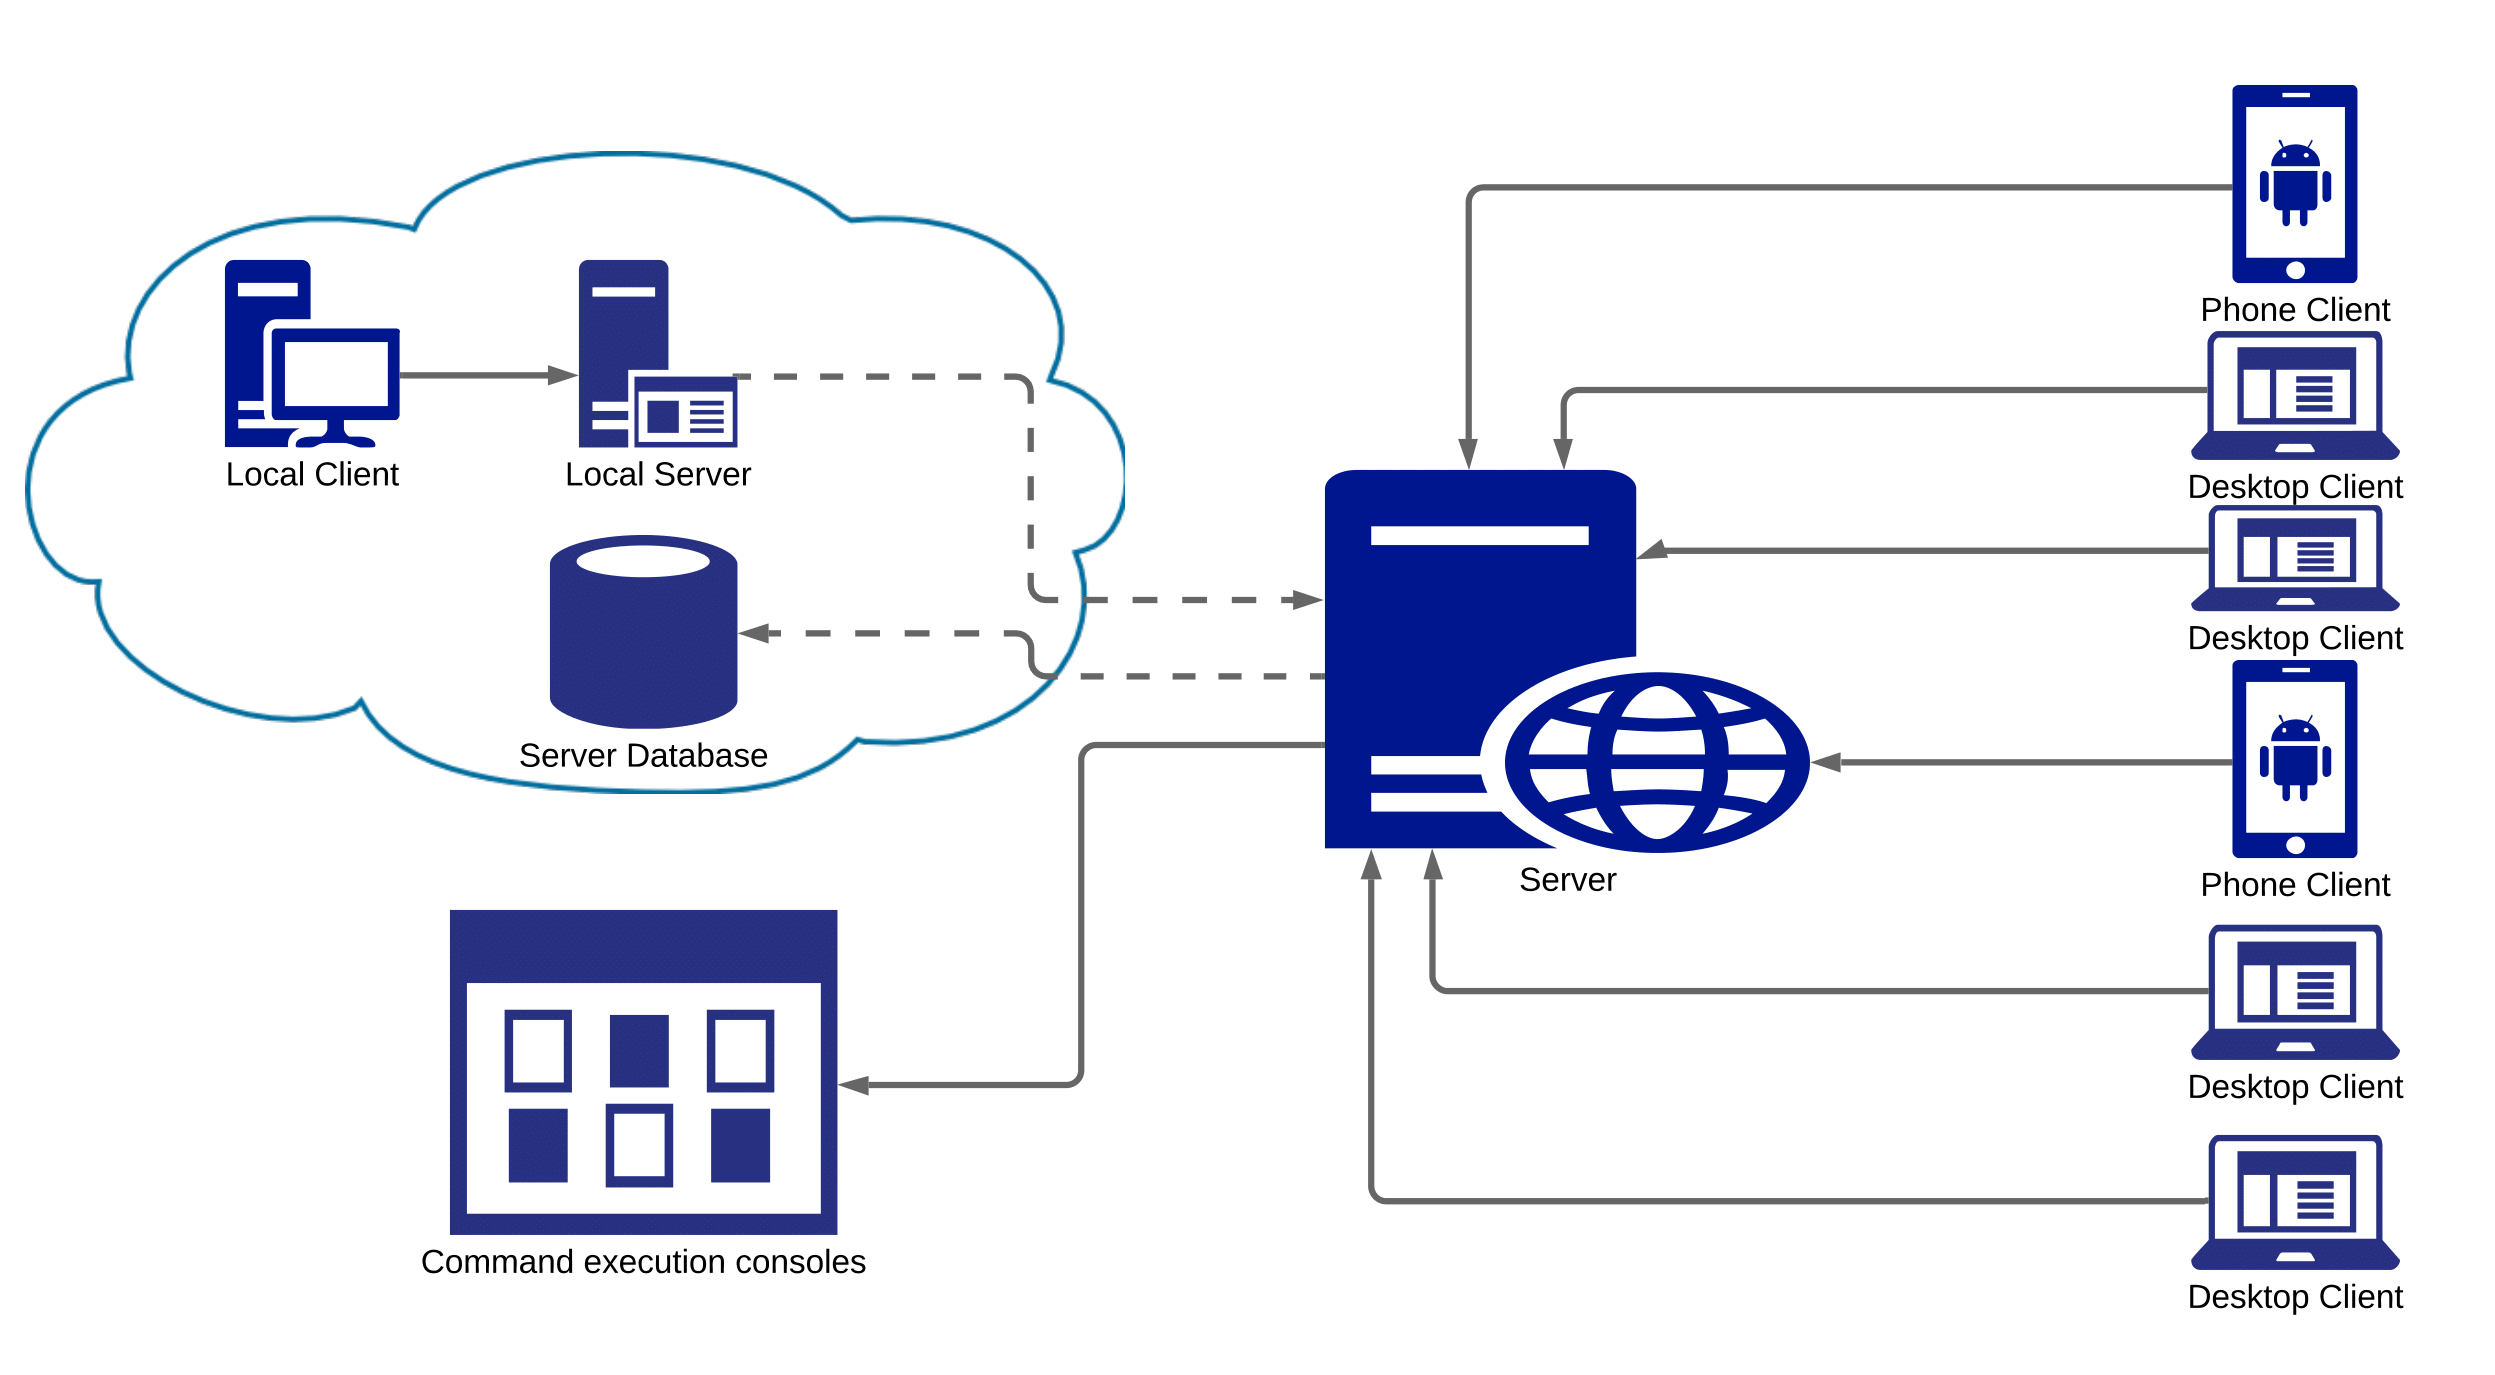 Phone Client
Local Client
Local Server
Desktop Client
Desktop Client
Server Database
Server
Phone Client
Desktop Client
Command execution consoles
Desktop Client